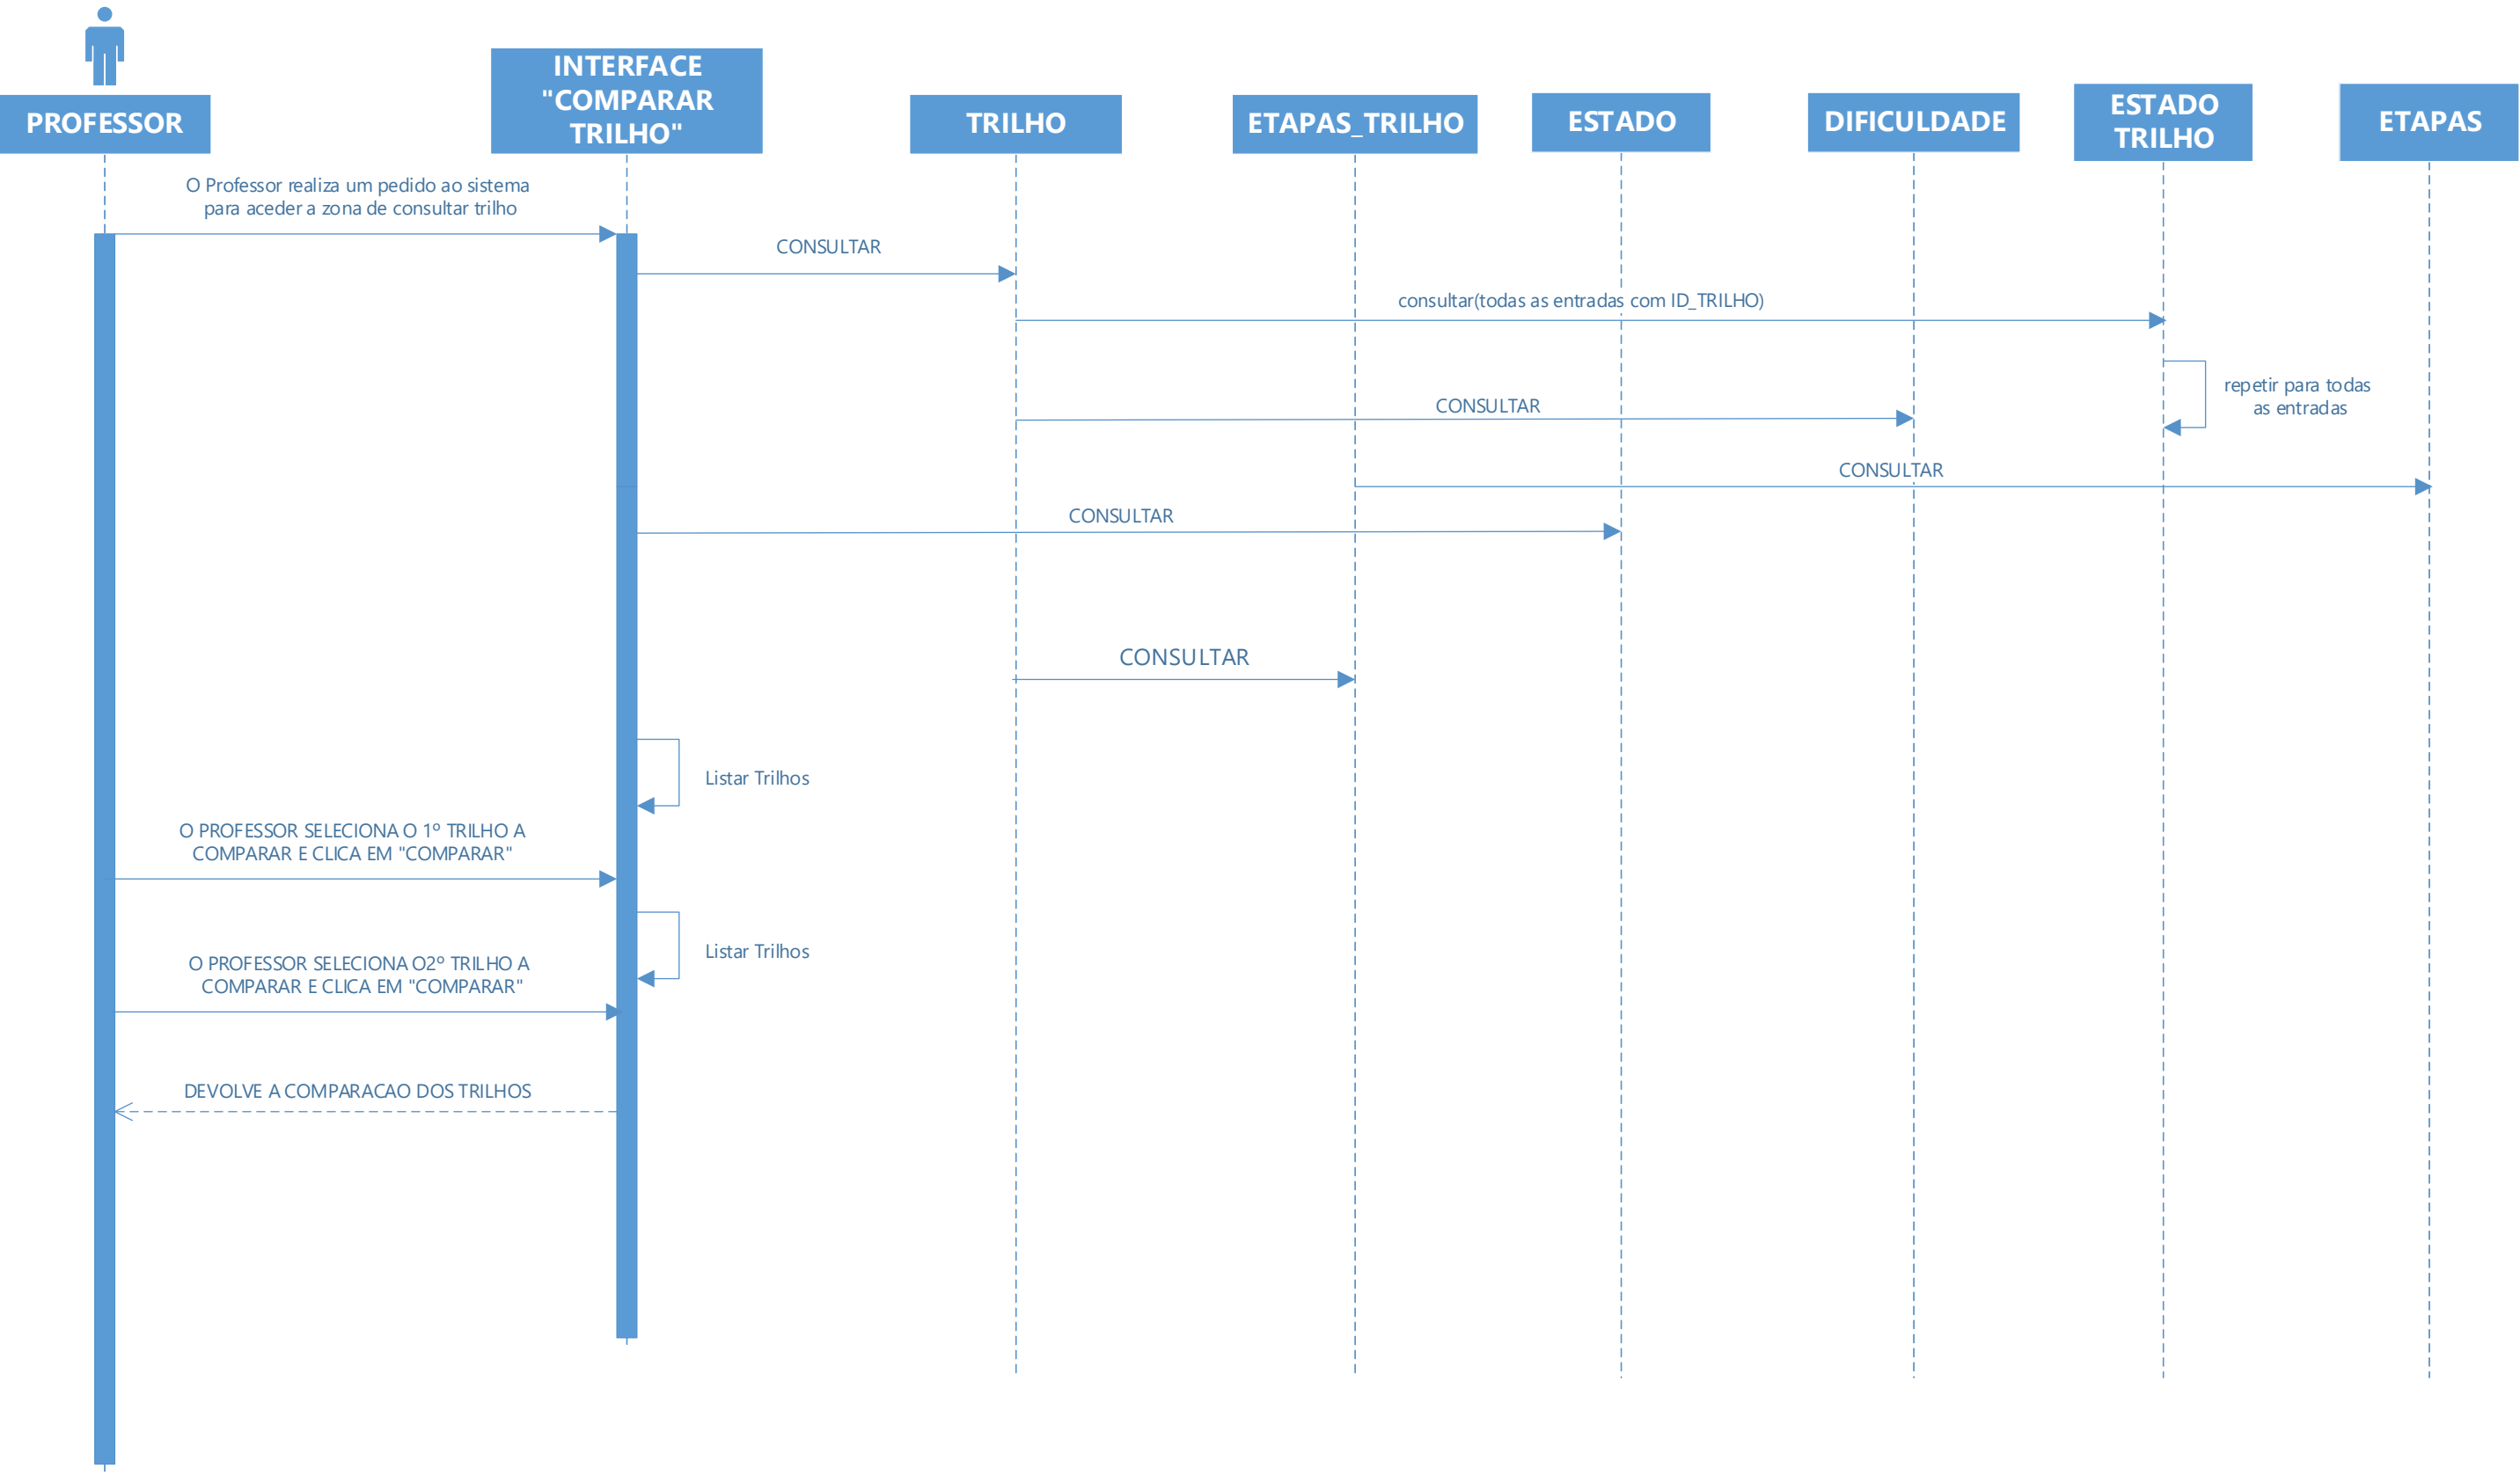 PROFESSOR
INTERFACE
"COMPARAR
TRILHO"
TRILHO
ETAPAS_TRILHO
ESTADO
DIFICULDADE
ESTADO
TRILHO
ETAPAS
O Professor realiza um pedido ao sistema
para aceder a zona de consultar trilho
CONSULTAR
consultar(todas as entradas com ID_TRILHO)
repetir para todas
as entradas
CONSULTAR
CONSULTAR
CONSULTAR
CONSULTAR
Listar Trilhos
O PROFESSOR SELECIONA O 1º TRILHO A
COMPARAR E CLICA EM "COMPARAR"
Listar Trilhos
O PROFESSOR SELECIONA O2º TRILHO A
COMPARAR E CLICA EM "COMPARAR"
DEVOLVE A COMPARACAO DOS TRILHOS